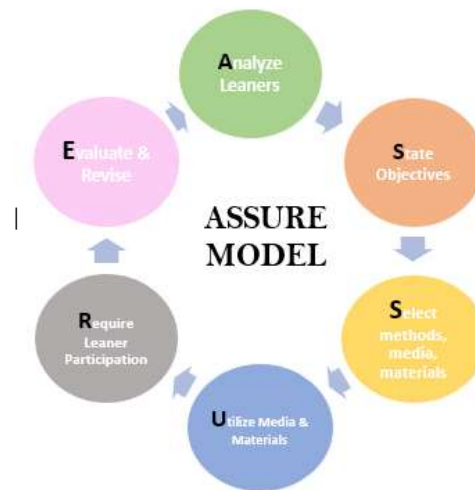 Analyze
Leaners
State
Objectives
Select
methods,
media,
materials
Utilize Media &
Materials
Require
Leaner
Participation
Evaluate &
Revise
ASSURE
MODEL